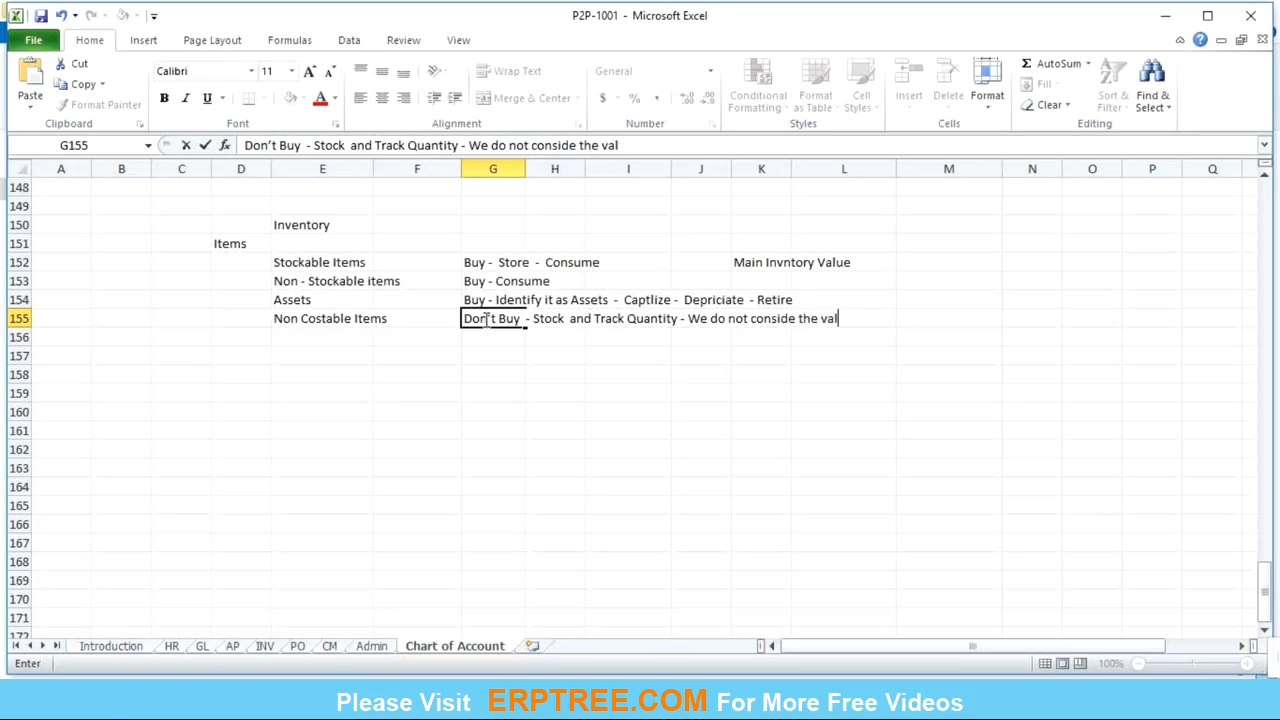 P2P-1001 - Microsoft Excel
File Home Insert Page Layout Formulas Data Review View
Paste
Cut
Copy
Format Painter
Clipboard
Calibri 11
B I U
Font
Wrap Text
Merge & Center
Alignment
General
$ % ,
Number
Conditional Formatting
Format as Table
Cell Styles
Styles
Insert Delete Format
Cells
AutoSum
Fill
Clear
Sort & Filter
Find & Select
Editing
G155 fx Don't Buy - Stock and Track Quantity - We do not conside the val
A B C D E F G H I J K L M N O P Q
148
149
150 Inventory
151 Items
152 Stockable Items Buy - Store - Consume Main Invntory Value
153 Non - Stockable items Buy - Consume
154 Assets Buy - Identify it as Assets - Captlize - Depriciate - Retire
155 Non Costable Items Don't Buy - Stock and Track Quantity - We do not conside the val
156
157
158
159
160
161
162
163
164
165
166
167
168
169
170
171
172
Introduction HR GL AP INV PO CM Admin Chart of Account
Enter 100%
Please Visit ERPTREE.COM For More Free Videos